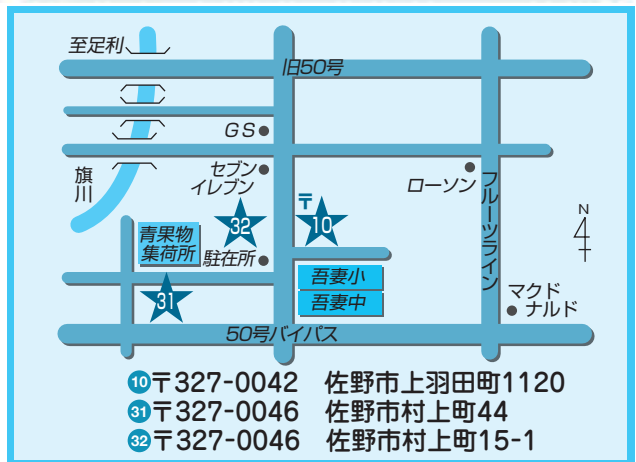 至足利
旧50号
GS
セブン
イレブン
ローソン
旗川
フルーツライン
〒
10
32
青果物
集荷所
駐在所
N
吾妻小
吾妻中
31
マクド
ナルド
50号バイパス
10〒327-0042 佐野市上羽田町1120
31〒327-0046 佐野市村上町44
32〒327-0046 佐野市村上町15-1